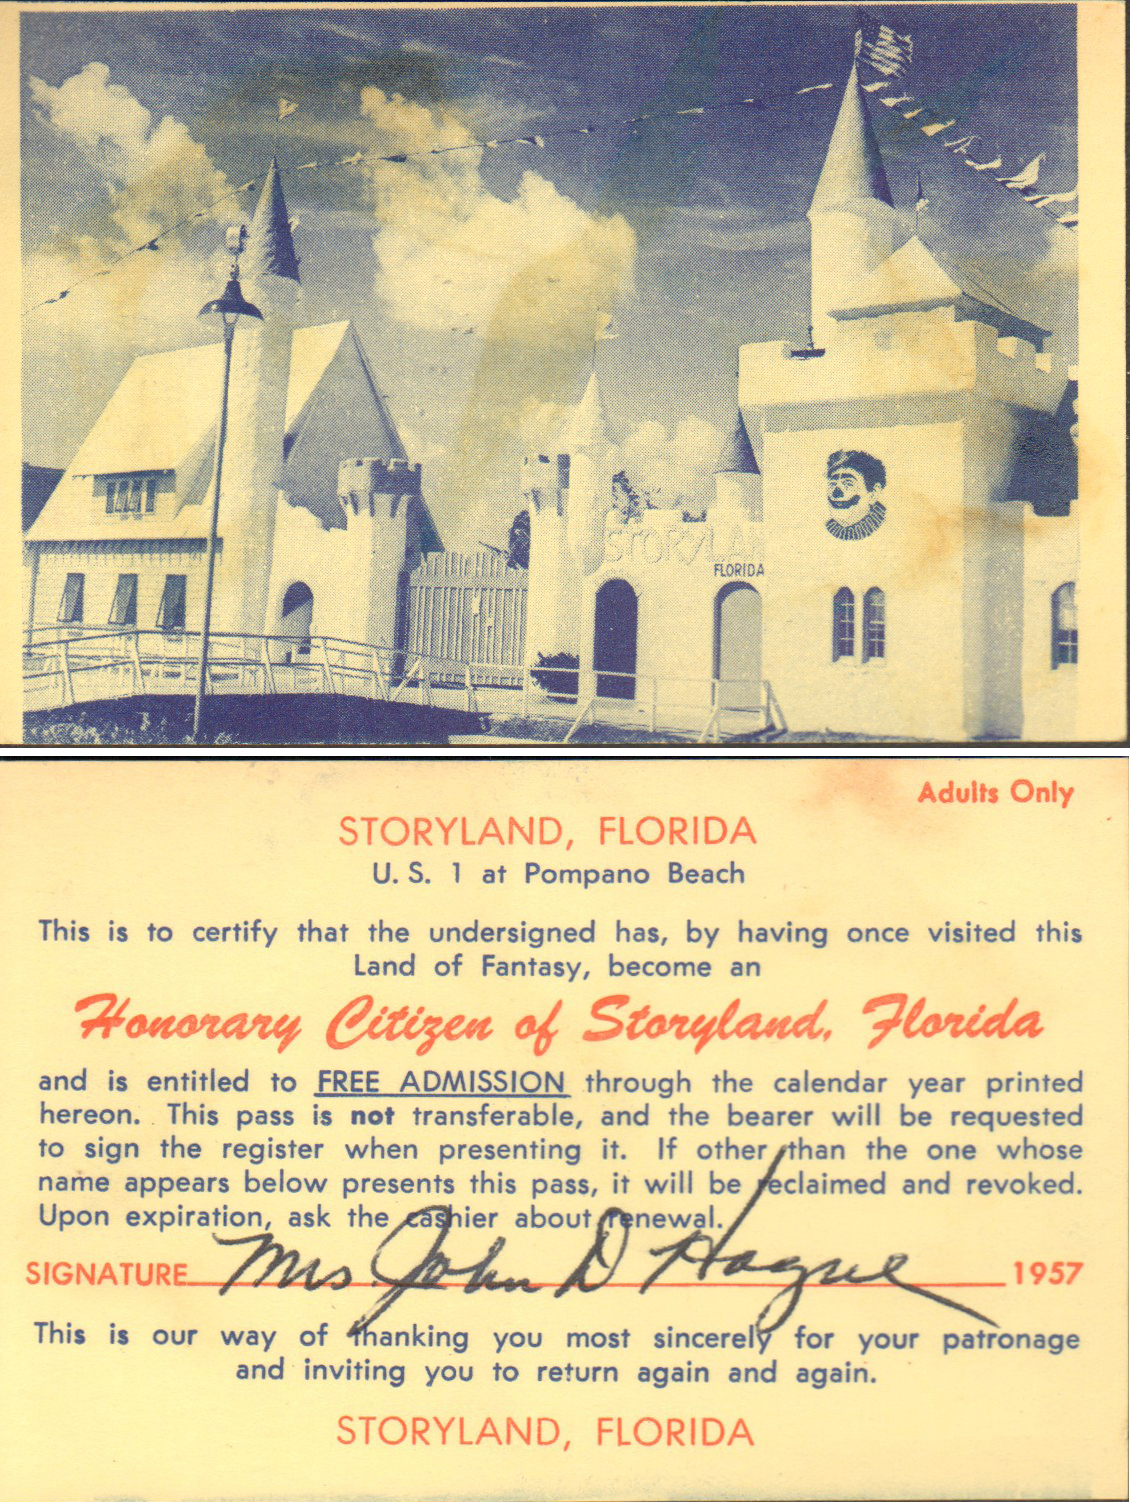 STORYLAN
FLORIDA
Adults Only
STORYLAND, FLORIDA
U. S. 1 at Pompano Beach
This is to certify that the undersigned has, by having once visited this
Land of Fantasy, become an
Honorary Citizen of Storyland, Florida
and is entitled to FREE ADMISSION through the calendar year printed
hereon. This pass is not transferable, and the bearer will be requested
to sign the register when presenting it. If other than the one whose
name appears below presents this pass, it will be reclaimed and revoked.
Upon expiration, ask the cashier about renewal.
SIGNATURE Mrs John D Hague 1957
This is our way of thanking you most sincerely for your patronage
and inviting you to return again and again.
STORYLAND, FLORIDA